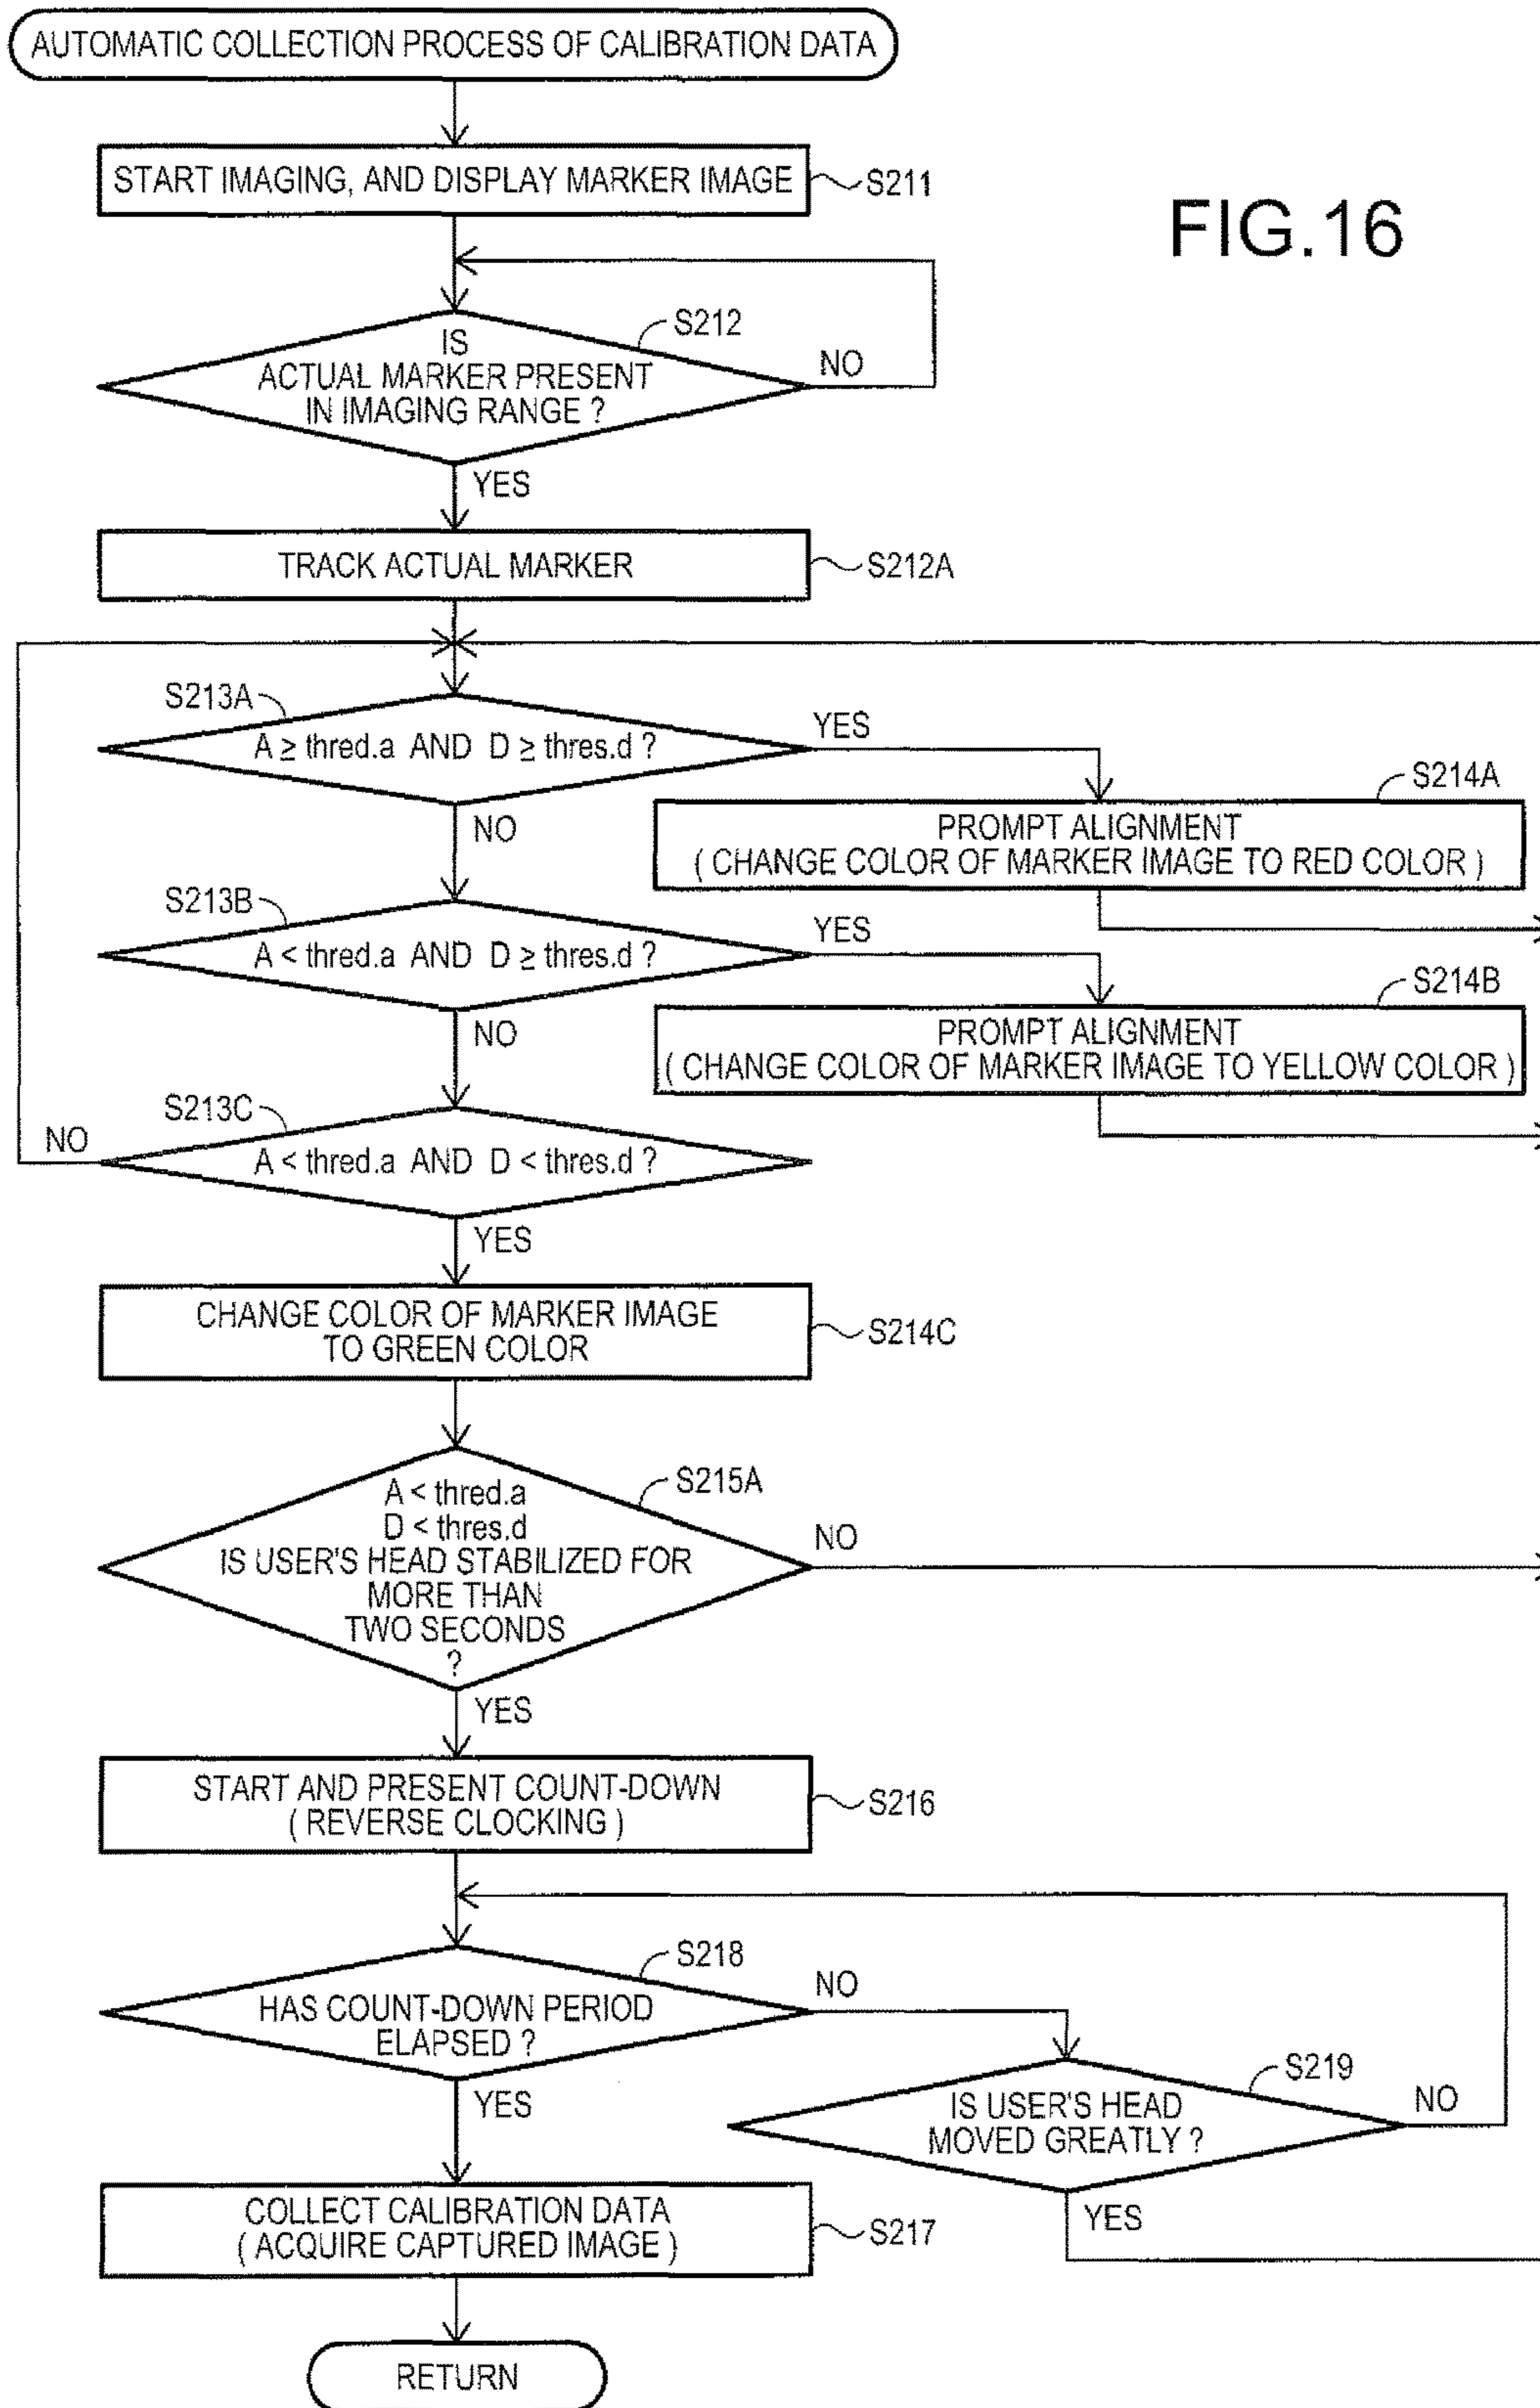 AUTOMATIC COLLECTION PROCESS OF CALIBRATION DATA
START IMAGING, AND DISPLAY MARKER IMAGE
S211
FIG.16
S212
IS
ACTUAL MARKER PRESENT
IN IMAGING RANGE ?
NO
YES
TRACK ACTUAL MARKER
S212A
S213A
A ≥ thred.a AND D ≥ thres.d ?
YES
NO
S214A
PROMPT ALIGNMENT
( CHANGE COLOR OF MARKER IMAGE TO RED COLOR )
S213B
A < thred.a AND D ≥ thres.d ?
YES
NO
S214B
PROMPT ALIGNMENT
( CHANGE COLOR OF MARKER IMAGE TO YELLOW COLOR )
S213C
NO
A < thred.a AND D < thres.d ?
YES
CHANGE COLOR OF MARKER IMAGE
TO GREEN COLOR
S214C
S215A
A < thred.a
D < thres.d
IS USER'S HEAD STABILIZED FOR
MORE THAN
TWO SECONDS
?
NO
YES
START AND PRESENT COUNT-DOWN
( REVERSE CLOCKING )
S216
S218
HAS COUNT-DOWN PERIOD
ELAPSED ?
NO
YES
S219
IS USER'S HEAD
MOVED GREATLY ?
NO
YES
COLLECT CALIBRATION DATA
( ACQUIRE CAPTURED IMAGE )
S217
RETURN